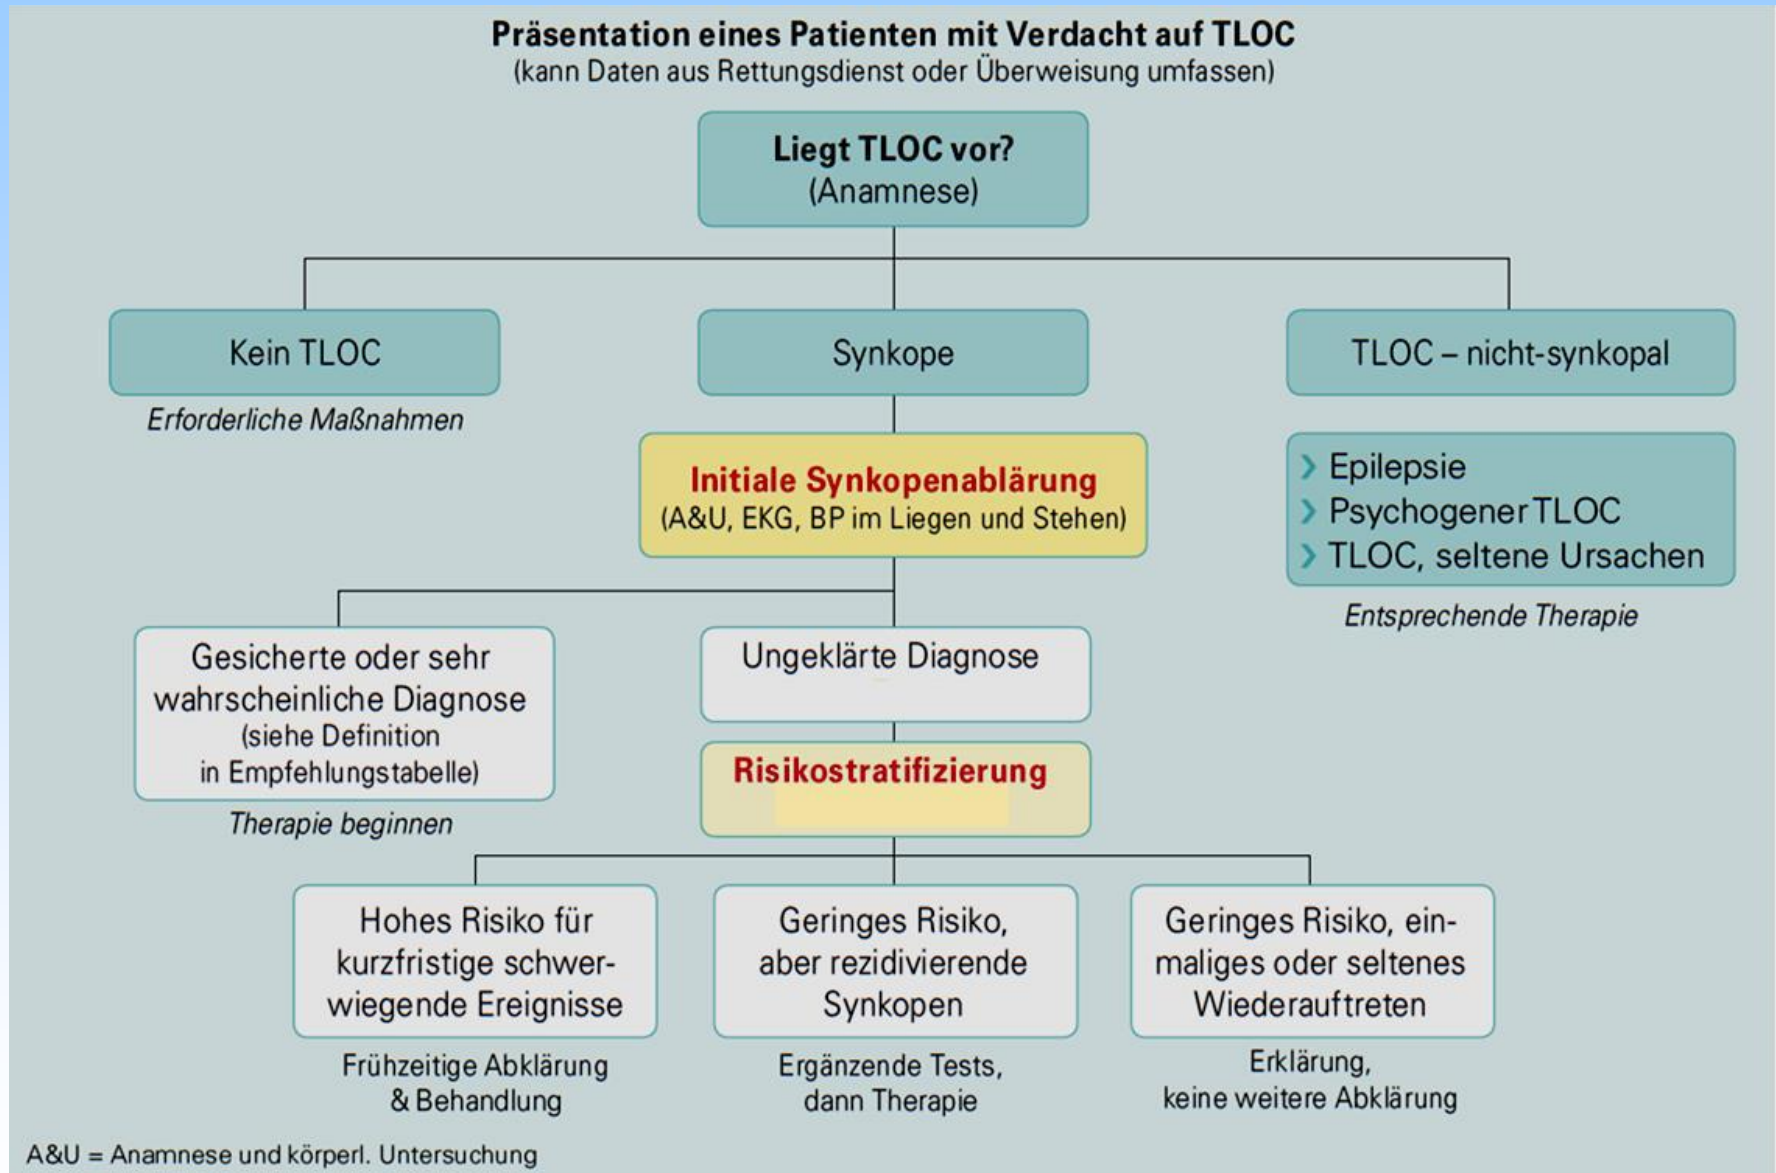 Präsentation eines Patienten mit Verdacht auf TLOC
(kann Daten aus Rettungsdienst oder Überweisung umfassen)
Liegt TLOC vor?
(Anamnese)
Kein TLOC
Erforderliche Maßnahmen
Synkope
TLOC – nicht-synkopal
Initiale Synkopenablärung
(A&U, EKG, BP im Liegen und Stehen)
› Epilepsie
› Psychogener TLOC
› TLOC, seltene Ursachen
Entsprechende Therapie
Gesicherte oder sehr
wahrscheinliche Diagnose
(siehe Definition
in Empfehlungstabelle)
Therapie beginnen
Ungeklärte Diagnose
Risikostratifizierung
Hohes Risiko für
kurzfristige schwer-
wiegende Ereignisse
Frühzeitige Abklärung
& Behandlung
Geringes Risiko,
aber rezidivierende
Synkopen
Ergänzende Tests,
dann Therapie
Geringes Risiko, ein-
maliges oder seltenes
Wiederauftreten
Erklärung,
keine weitere Abklärung
A&U = Anamnese und körperl. Untersuchung